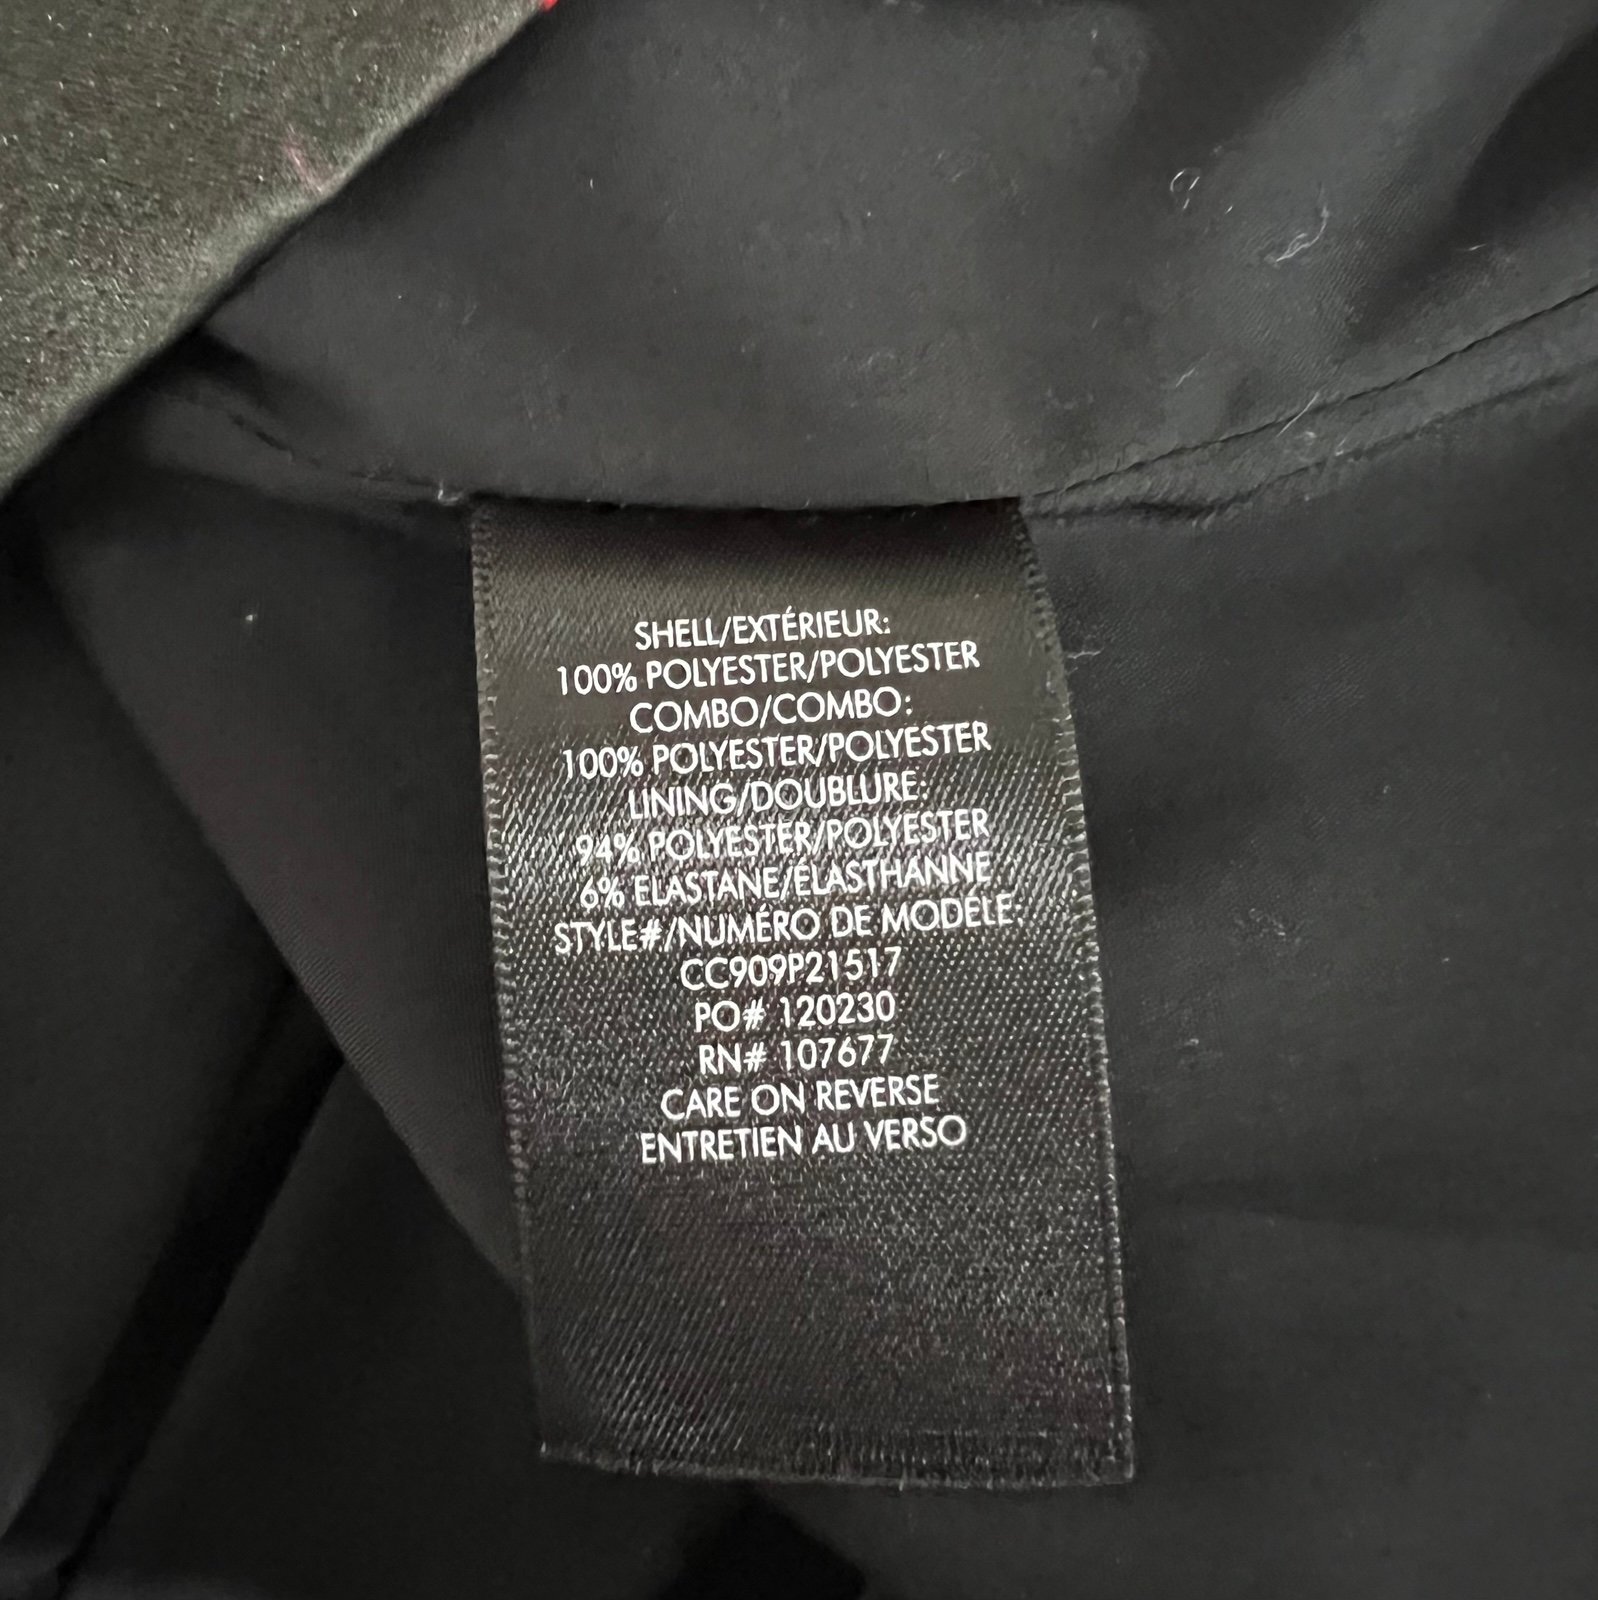 SHELL/EXTÉRIEUR:
100% POLYESTER/POLYESTER
COMBO/COMBO:
100% POLYESTER/POLYESTER
LINING/DOUBLURE:
94% POLYESTER/POLYESTER
6% ELASTANE/ÉLASTHANNE
STYLE#/NUMÉRO DE MODÉLE
CC909P21517
PO# 120230
RN# 107677
CARE ON REVERSE
ENTRETIEN AU VERSO